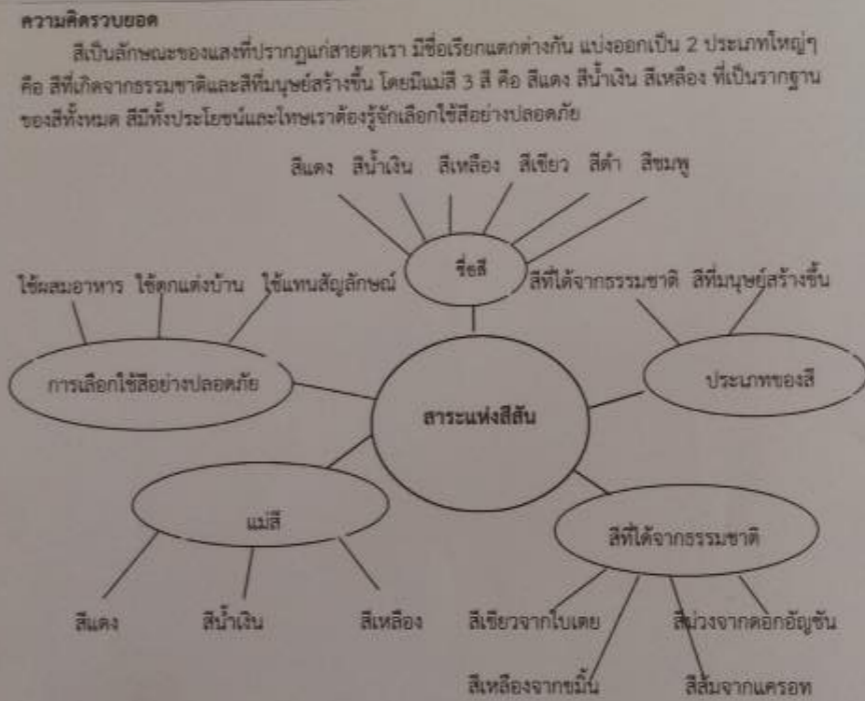 ความคิดรวบยอด
สีเป็นลักษณะของแสงที่ปรากฏแก่สายตาเรา มีชื่อเรียกแตกต่างกัน แบ่งออกเป็น 2 ประเภทใหญ่ๆ
คือ สีที่เกิดจากธรรมชาติและสีที่มนุษย์สร้างขึ้น โดยมีแม่สี 3 สี คือ สีแดง สีน้ำเงิน สีเหลือง ที่เป็นรากฐาน
ของสีทั้งหมด สีมีทั้งประโยชน์และโทษเราต้องรู้จักเลือกใช้สีอย่างปลอดภัย
สีแดง สีน้ำเงิน สีเหลือง สีเขียว สีดำ สีชมพู
ชื่อสี
ใช้ผสมอาหาร ใช้ตกแต่งบ้าน ใช้แทนสัญลักษณ์
สีที่ได้จากธรรมชาติ สีที่มนุษย์สร้างขึ้น
การเลือกใช้สีอย่างปลอดภัย
ประเภทของสี
สาระแห่งสีสัน
แม่สี
สีที่ได้จากธรรมชาติ
สีแดง สีน้ำเงิน สีเหลือง
สีเขียวจากใบเตย สีม่วงจากดอกอัญชัน
สีเหลืองจากขมิ้น สีส้มจากแครอท